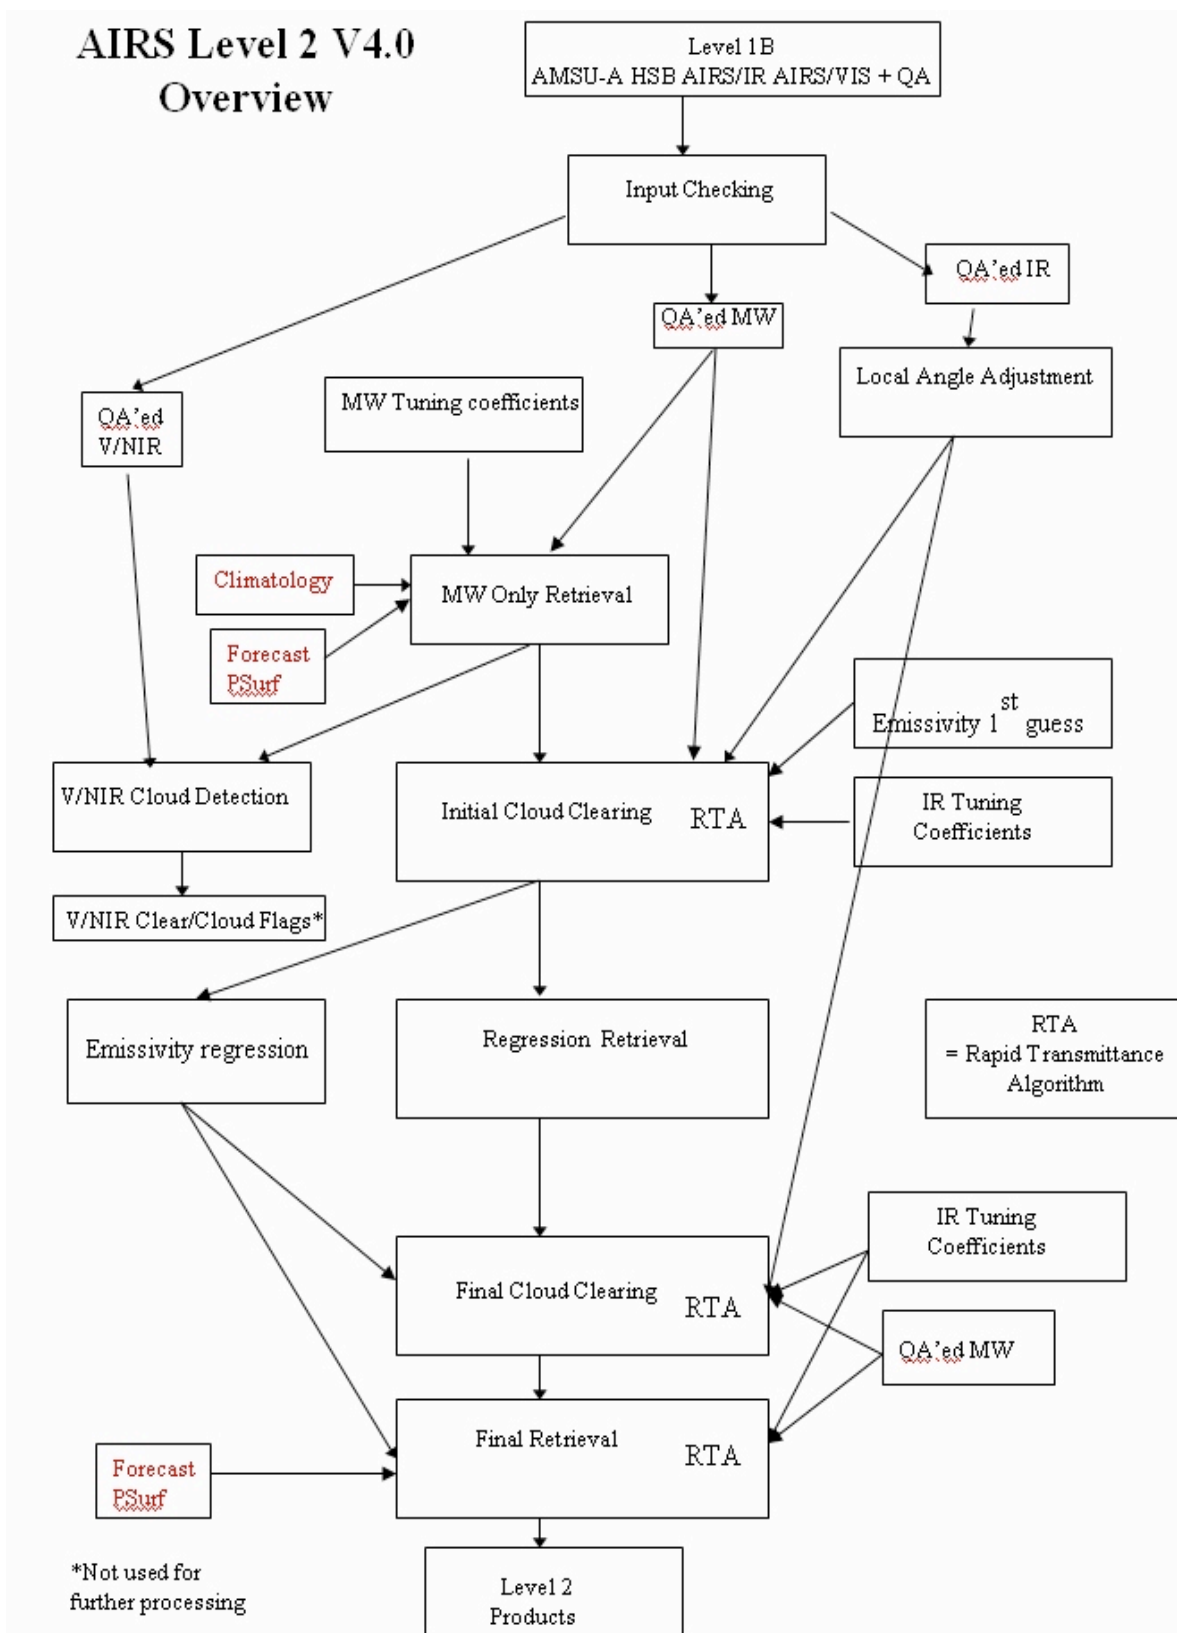 AIRS Level 2 V4.0
Overview
Level 1B
AMSU-A HSB AIRS/IR AIRS/VIS + QA
Input Checking
QA'ed IR
QA'ed MW
Local Angle Adjustment
MW Tuning coefficients
QA'ed
V/NIR
Climatology
MW Only Retrieval
Forecast
PSurf
Emissivity 1st guess
V/NIR Cloud Detection
Initial Cloud Clearing RTA
IR Tuning
Coefficients
V/NIR Clear/Cloud Flags*
Emissivity regression
Regression Retrieval
RTA
= Rapid Transmittance
Algorithm
IR Tuning
Coefficients
Final Cloud Clearing RTA
QA'ed MW
Final Retrieval RTA
Forecast
PSurf
*Not used for
further processing
Level 2
Products